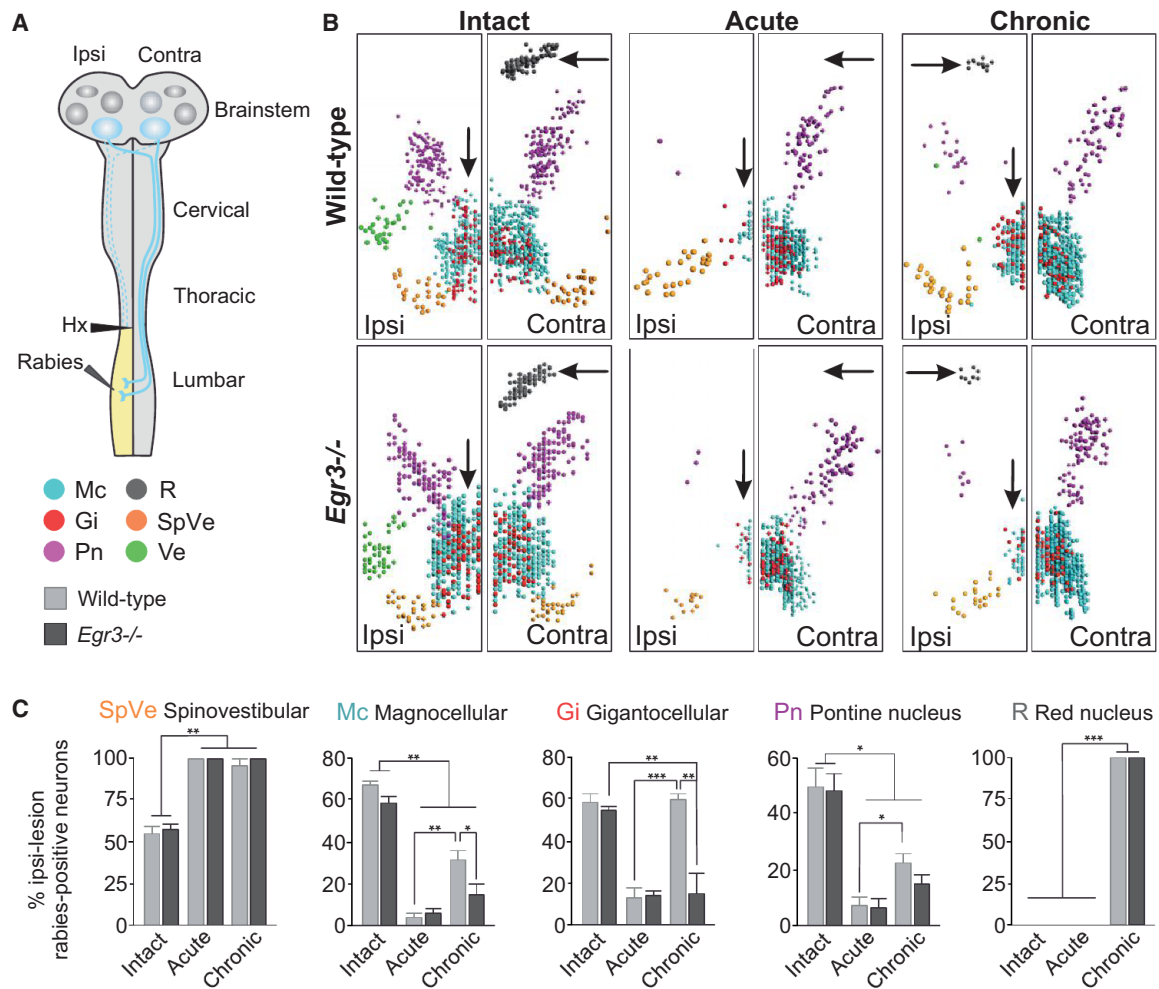 A
Ipsi Contra
Brainstem
Cervical
Thoracic
Hx
Rabies
Lumbar
Mc R
Gi SpVe
Pn Ve
Wild-type
Egr3-/-
B
Intact Acute Chronic
Wild-type
Ipsi Contra Ipsi Contra Ipsi Contra
Egr3-/-
Ipsi Contra Ipsi Contra Ipsi Contra
C
% ipsi-lesion
rabies-positive neurons
SpVe Spinovestibular
**
100
75
50
25
0
Intact Acute Chronic
Mc Magnocellular
**
** *
80
60
40
20
0
Intact Acute Chronic
Gi Gigantocellular
**
*** **
80
60
40
20
0
Intact Acute Chronic
Pn Pontine nucleus
*
*
60
40
20
0
Intact Acute Chronic
R Red nucleus
***
100
75
50
25
0
Intact Acute Chronic